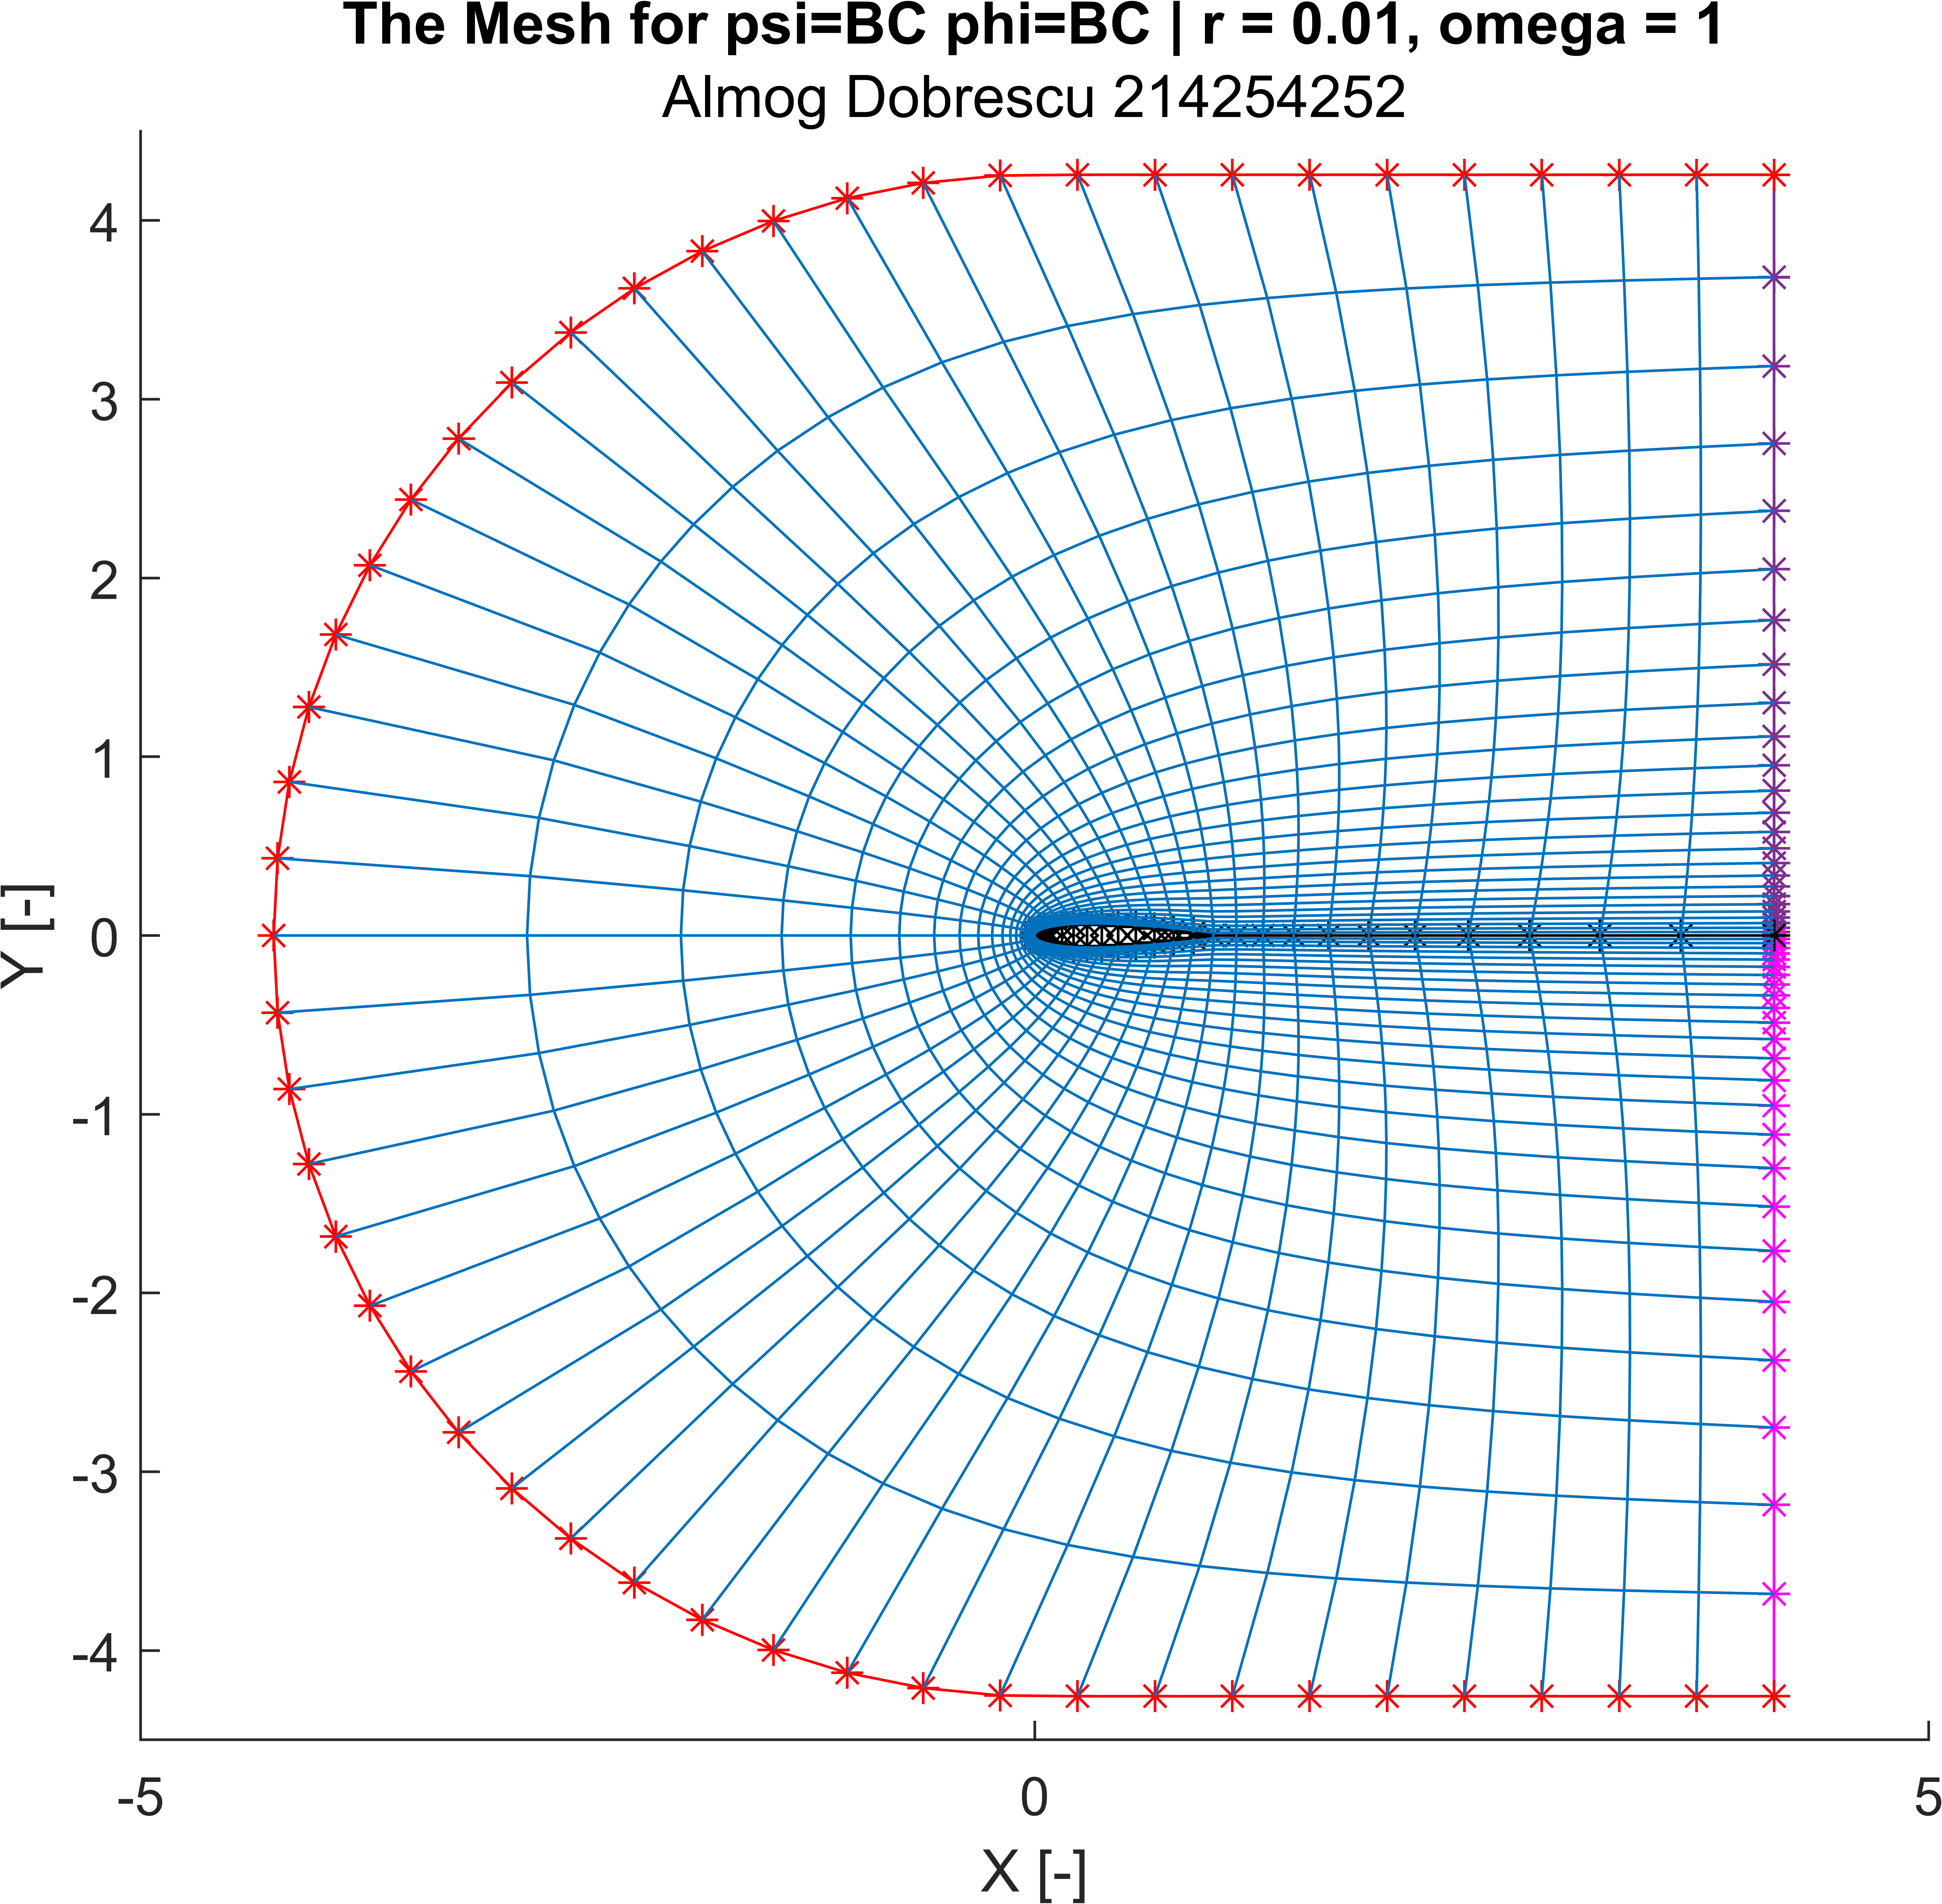 The Mesh for psi=BC phi=BC | r = 0.01, omega = 1
Almog Dobrescu 214254252
4
3
2
1
0
-1
-2
-3
-4
Y [-]
-5 0 5
X [-]